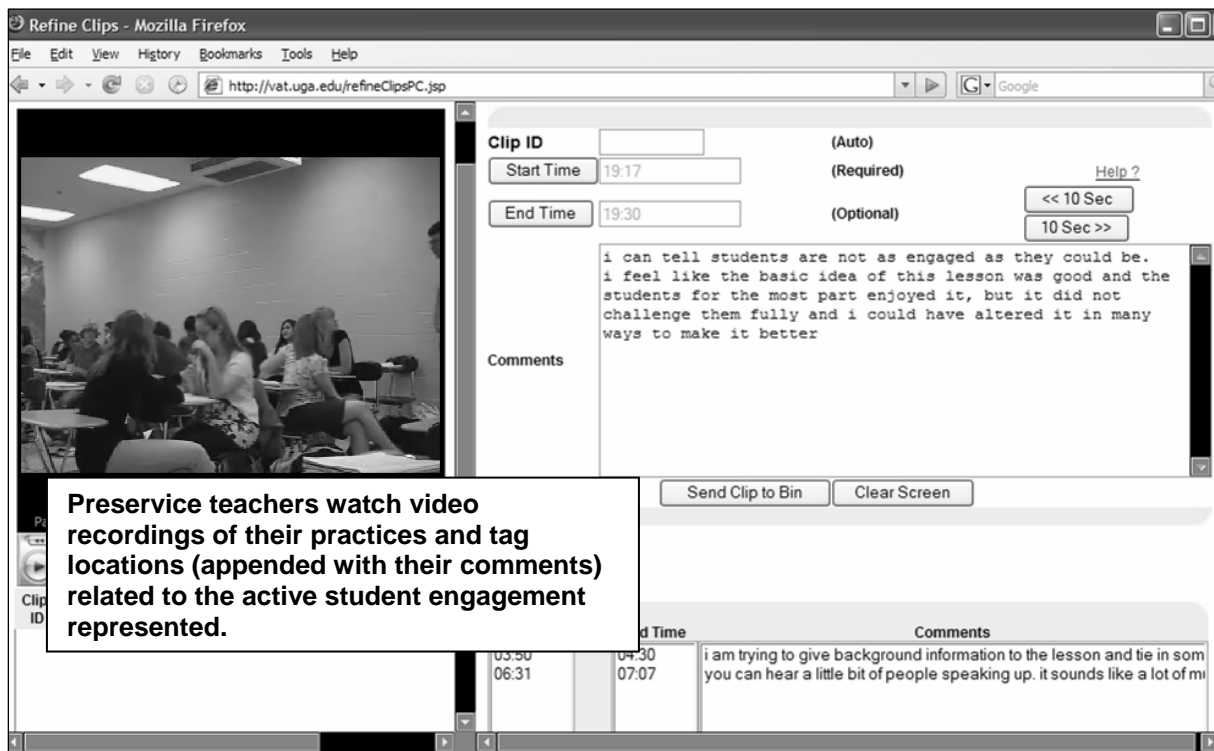 Refine Clips - Mozilla Firefox
File Edit View History Bookmarks Tools Help
http://vat.uga.edu/refineClipsPC.jsp
G Google
Clip ID (Auto)
Start Time 19:17 (Required) Help ?
<< 10 Sec
End Time 19:30 (Optional)
10 Sec >>
Comments
i can tell students are not as engaged as they could be.
i feel like the basic idea of this lesson was good and the
students for the most part enjoyed it, but it did not
challenge them fully and i could have altered it in many
ways to make it better
Send Clip to Bin Clear Screen
Preservice teachers watch video
recordings of their practices and tag
locations (appended with their comments)
related to the active student engagement
represented.
Clip
ID
Time Comments
03:50 04:30 i am trying to give background information to the lesson and tie in som
06:31 07:07 you can hear a little bit of people speaking up. it sounds like a lot of